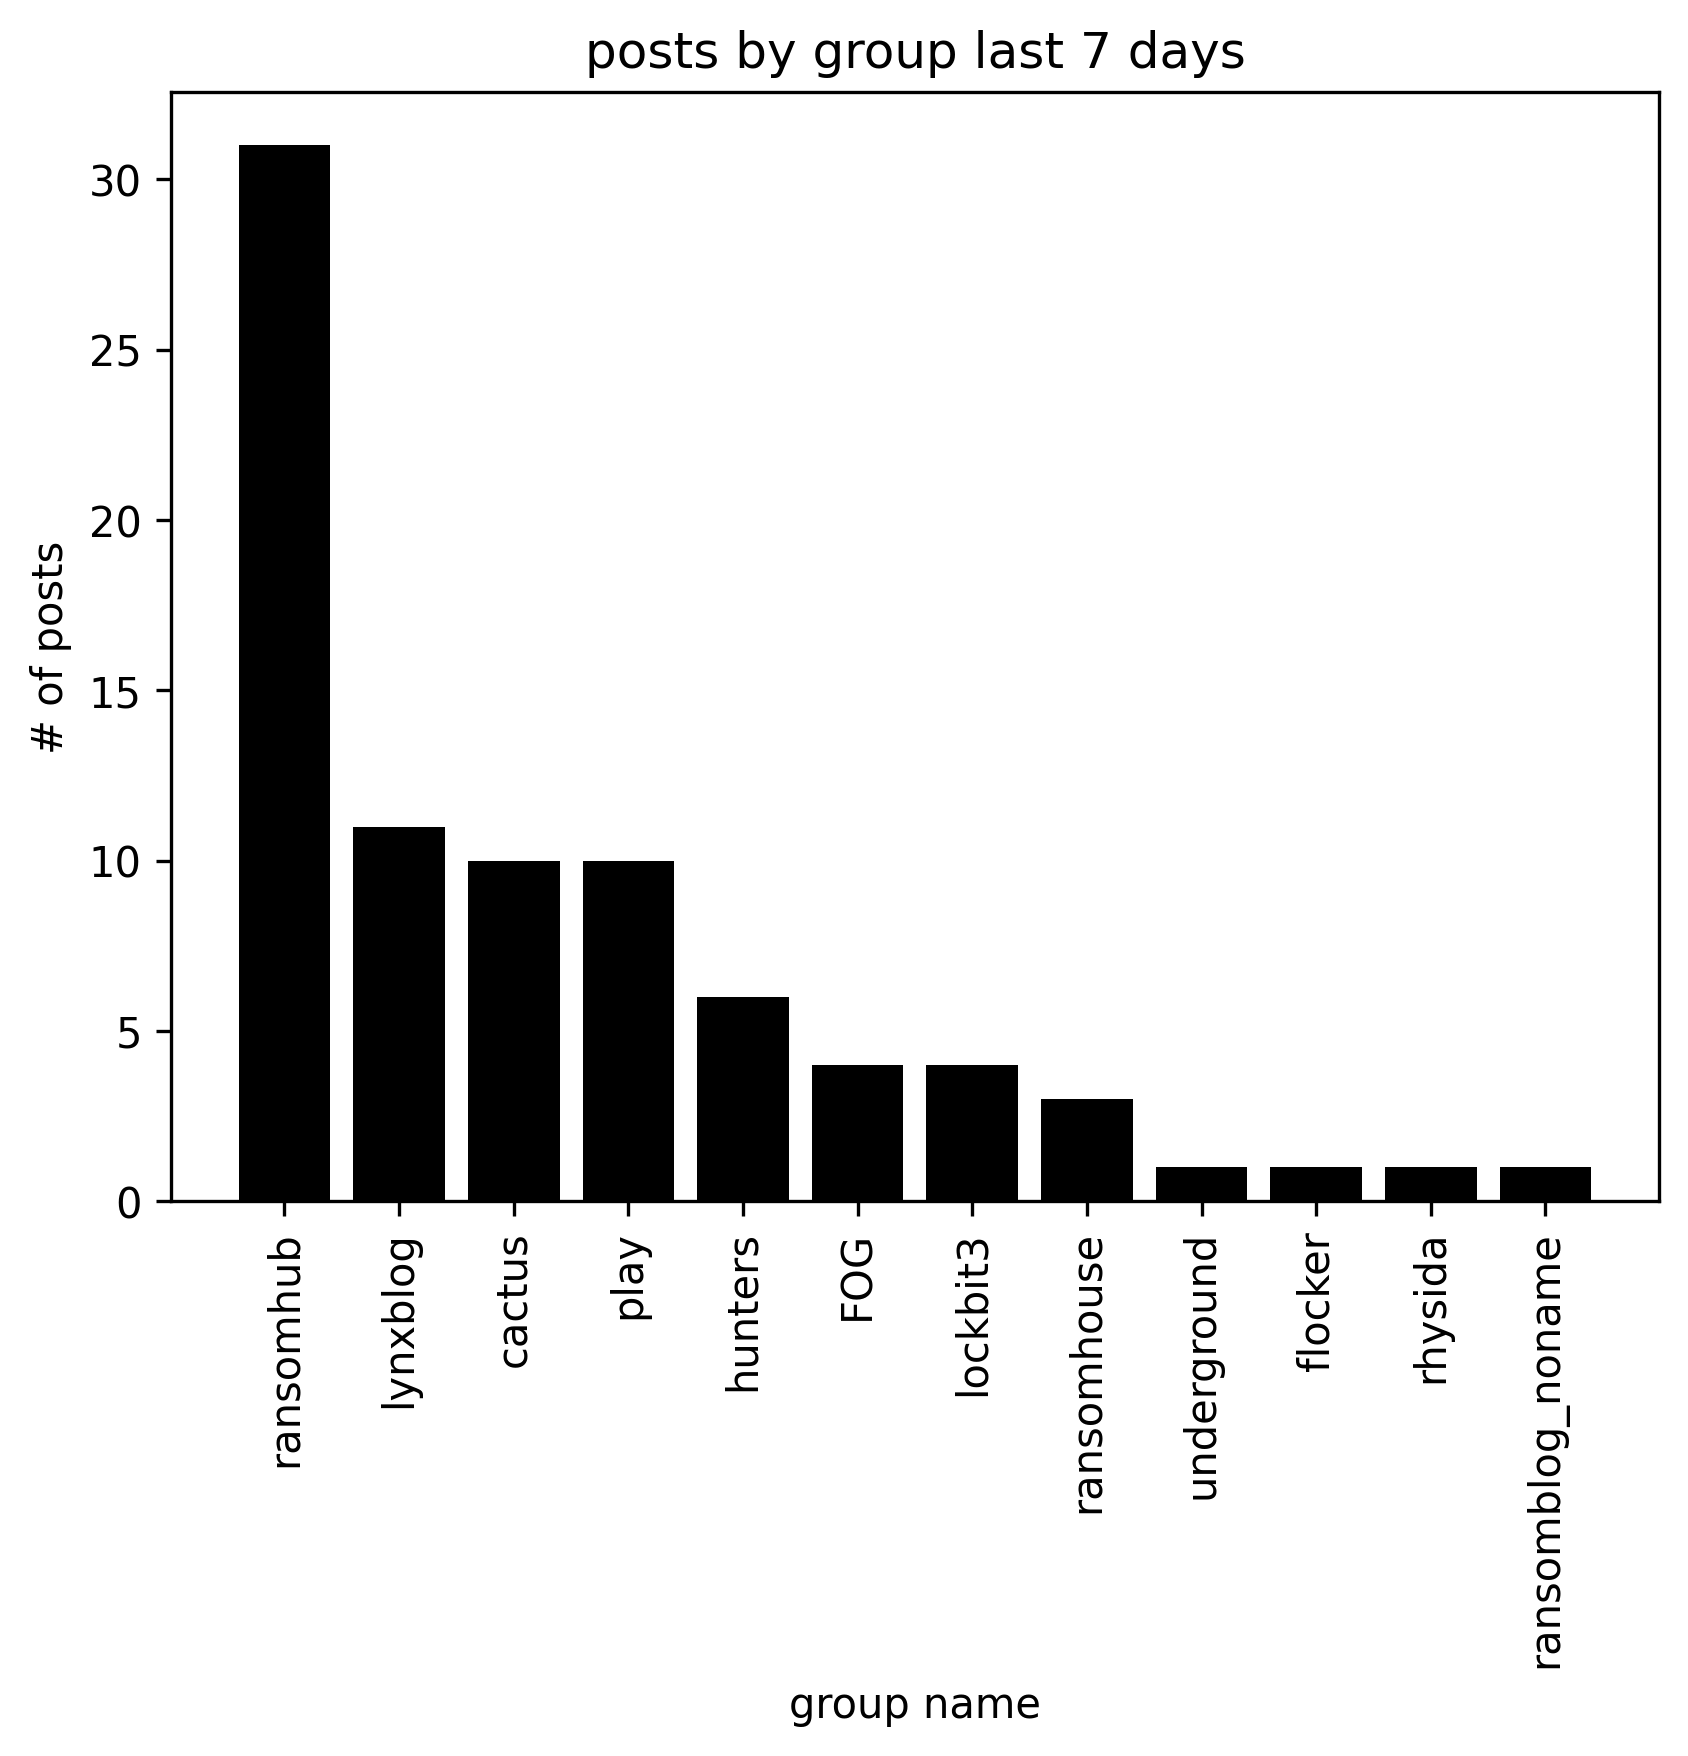 posts by group last 7 days
# of posts
30
25
20
15
10
5
0
ransomhub
lynxblog
cactus
play
hunters
FOG
lockbit3
ransomhouse
underground
flocker
rhysida
ransomblog_noname
group name